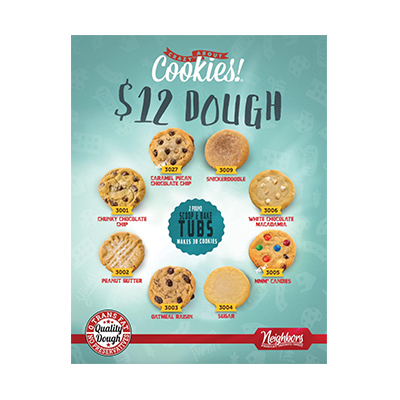 CRAZY ABOUT
Cookies!
$12 DOUGH
3027
CARAMEL PECAN
CHOCOLATE CHIP
3009
SNICKERDOODLE
3001
CHUNKY CHOCOLATE
CHIP
3006
WHITE CHOCOLATE
MACADAMIA
SCOOP & BAKE
TUBS
MAKES 38 COOKIES
3002
PEANUT BUTTER
3005
MNM' CANDIES
3003
OATMEAL RAISIN
3004
SUGAR
0 TRANS FAT
Quality
Dough
NO PRESERVATIVES
Neighbors